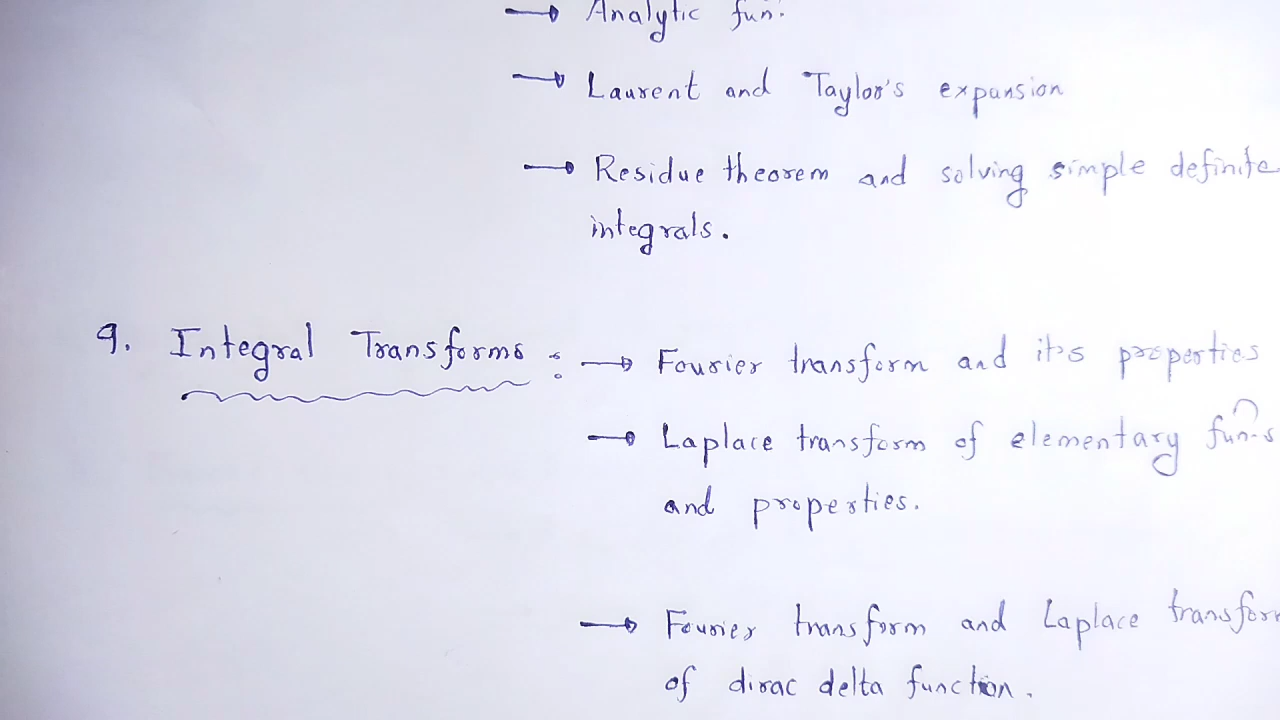 → Analytic fun.
→ Laurent and Taylor's expansion
→ Residue theorem and solving simple definite
integrals.
9. Integral Transforms : → Fourier transform and it's properties
→ Laplace transform of elementary fun.s
and properties.
→ Fourier transform and Laplace transform
of dirac delta function.